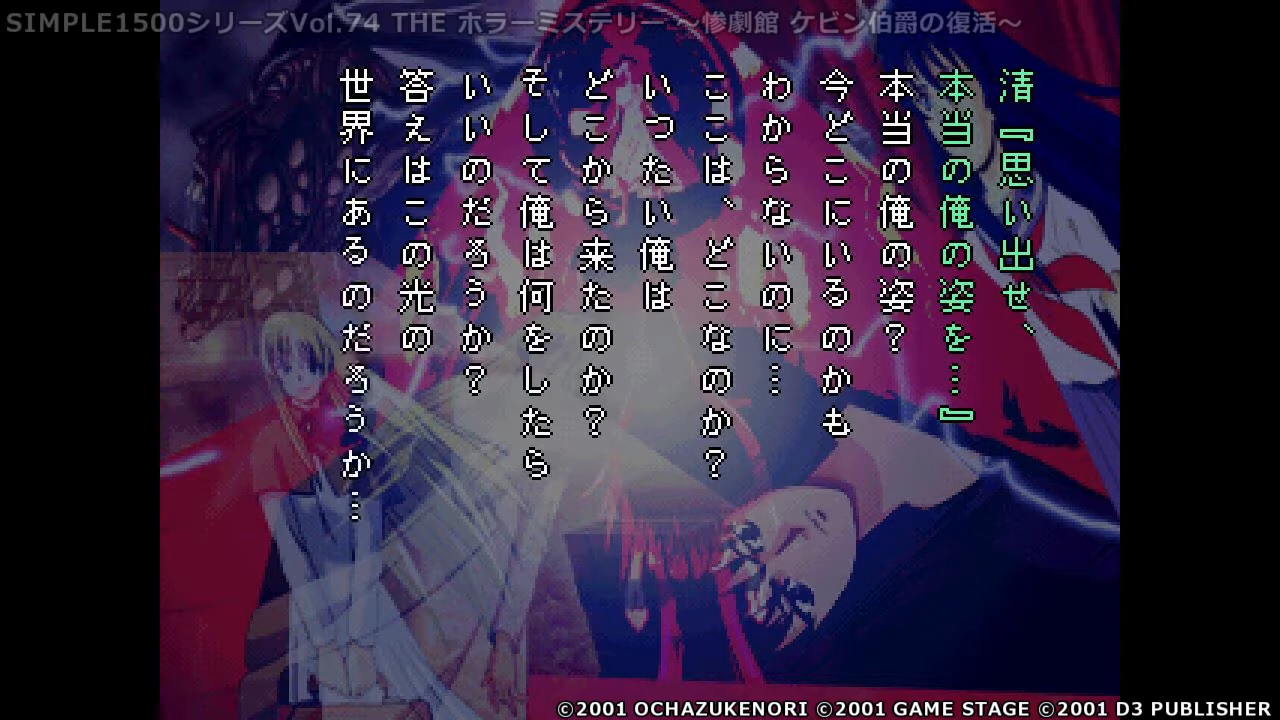 SIMPLE1500シリーズVol.74 THE ホラーミステリー ～惨劇館 ケビン伯爵の復活～
渚『思い出せ、
本当の俺の姿を…』
本当の俺の姿？
今どこにいるのかも
わからないのに…
ここは、どこなのか？
いつたい俺は
どこから来たのか？
そして俺は何をしたら
いいのだろうか？
答えはこの光の
世界にあるのだろうか…
©2001 OCHAZUKENORI ©2001 GAME STAGE ©2001 D3 PUBLISHER